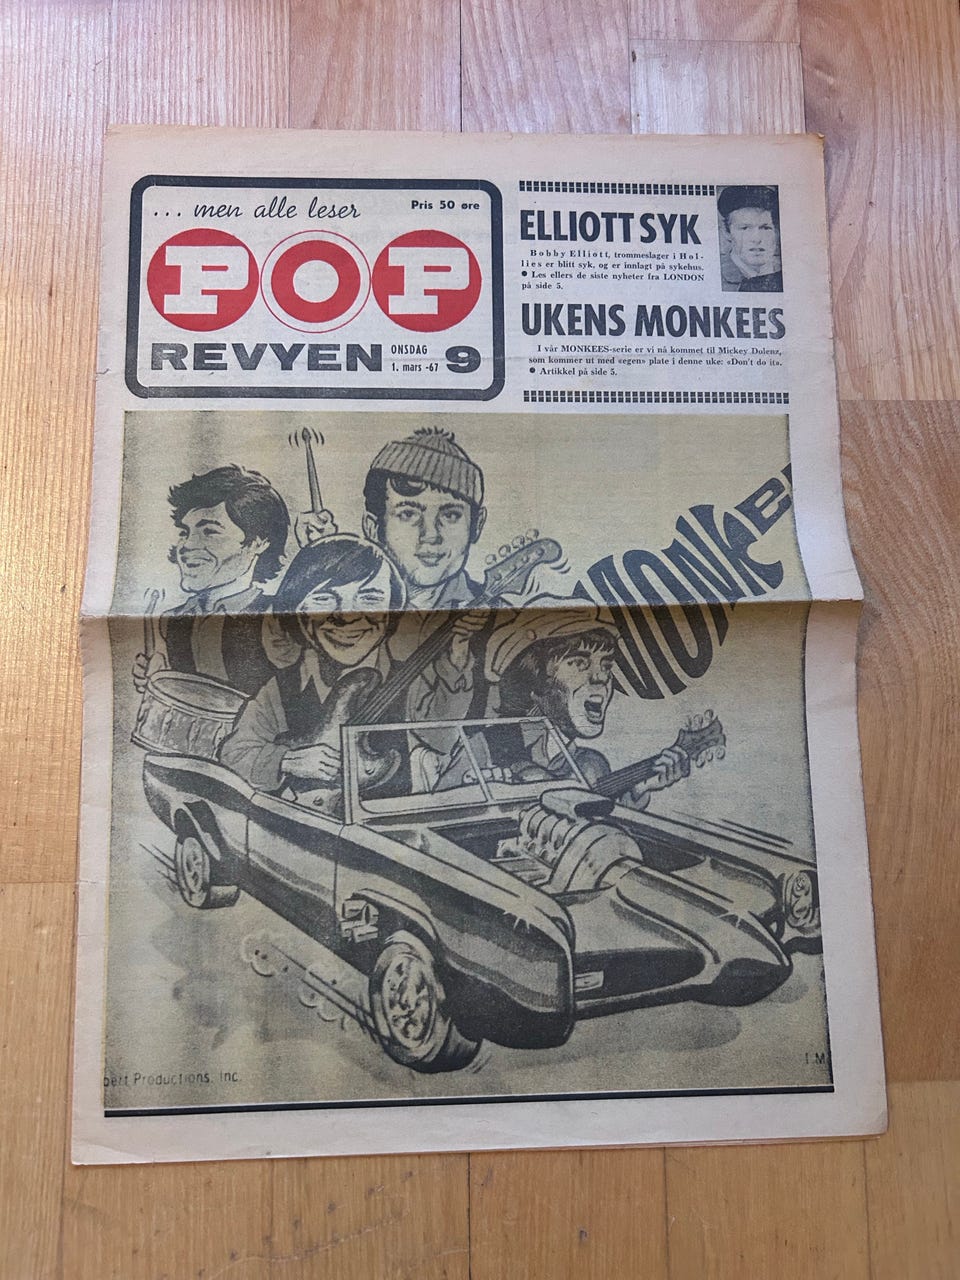 ... men alle leser
Pris 50 øre
POP
REVYEN
ONSDAG
1. mars -67
9
ELLIOTT SYK
Bobby Elliott, trommeslager i Hol-
lies er blitt syk, og er innlagt på sykehus.
● Les ellers de siste nyheter fra LONDON
på side 5.
UKENS MONKEES
I vår MONKEES-serie er vi nå kommet til Mickey Dolenz,
som kommer ut med «egen» plate i denne uke: «Don't do it».
● Artikkel på side 5.
MONKEE
bert Productions, Inc.
I M